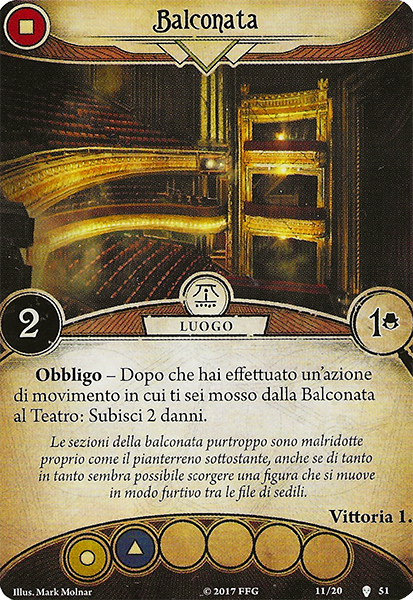 Balconata
2
LUOGO
1
Obbligo – Dopo che hai effettuato un'azione
di movimento in cui ti sei mosso dalla Balconata
al Teatro: Subisci 2 danni.
Le sezioni della balconata purtroppo sono malridotte
proprio come il pianterreno sottostante, anche se di tanto
in tanto sembra possibile scorgere una figura che si muove
in modo furtivo tra le file di sedili.
Vittoria 1.
Illus. Mark Molnar
© 2017 FFG
11/20
51